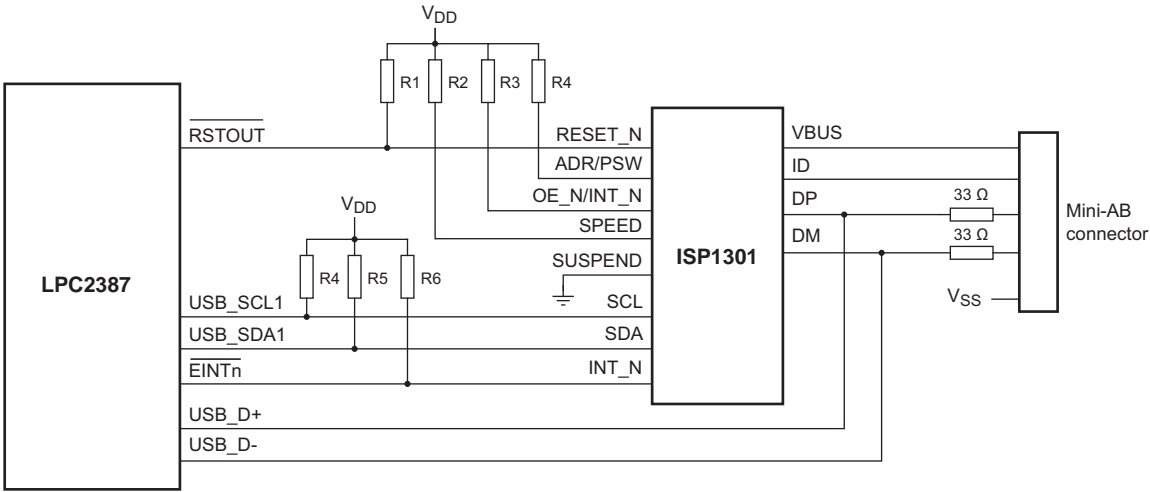 VDD
R1
R2
R3
R4
RSTOUT
RESET_N
VBUS
ADR/PSW
ID
OE_N/INT_N
DP
33 Ω
SPEED
DM
33 Ω
Mini-AB
connector
VDD
SUSPEND
ISP1301
LPC2387
R4
R5
R6
VSS
USB_SCL1
SCL
USB_SDA1
SDA
EINTn
INT_N
USB_D+
USB_D-